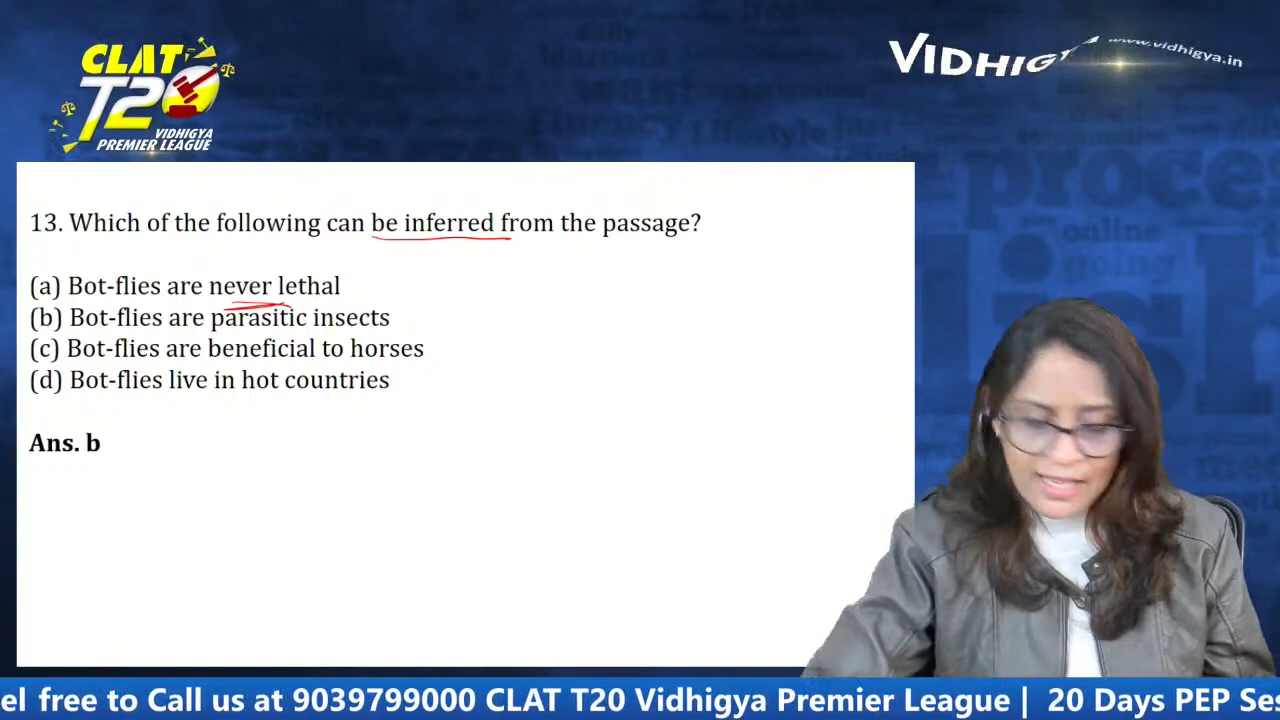 CLAT
T20
VIDHIGYA
PREMIER LEAGUE
VIDHIGYA
www.vidhigya.in
13. Which of the following can be inferred from the passage?
(a) Bot-flies are never lethal
(b) Bot-flies are parasitic insects
(c) Bot-flies are beneficial to horses
(d) Bot-flies live in hot countries
Ans. b
el free to Call us at 9039799000 CLAT T20 Vidhigya Premier League | 20 Days PEP Ses